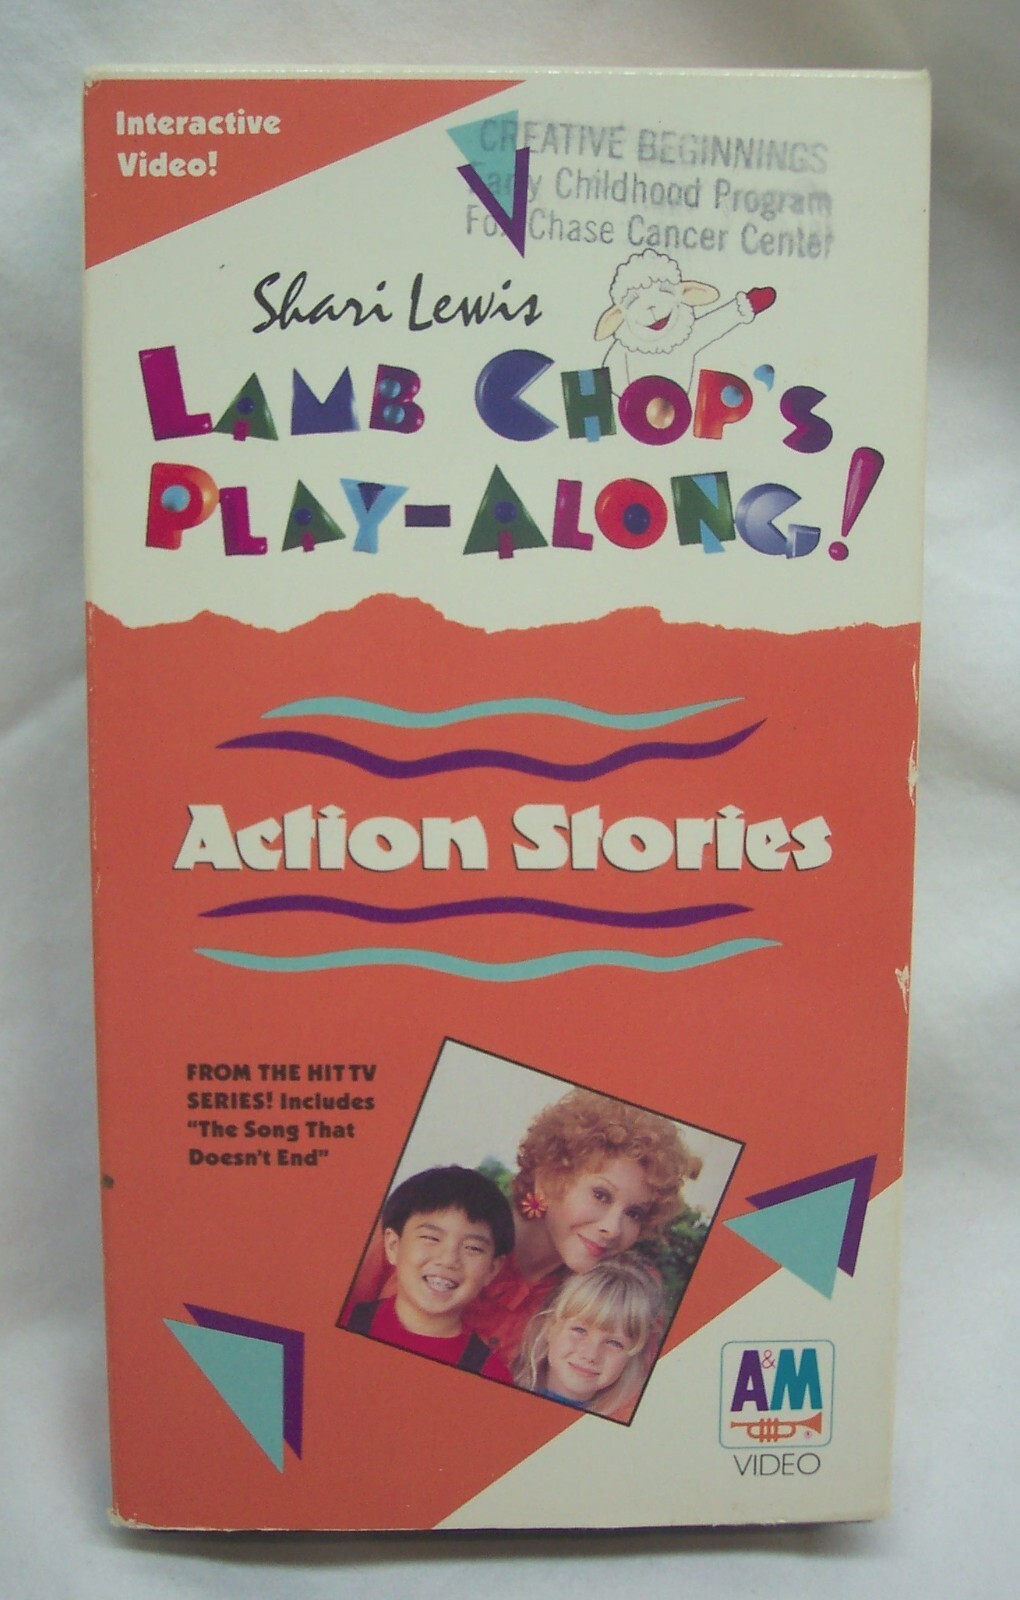 Interactive
Video!
CREATIVE BEGINNINGS
Early Childhood Program
Fox Chase Cancer Center
Shari Lewis
LAMB CHOP'S
PLAY-ALONG!
Action Stories
FROM THE HIT TV
SERIES! Includes
"The Song That
Doesn't End"
A&M
®
VIDEO